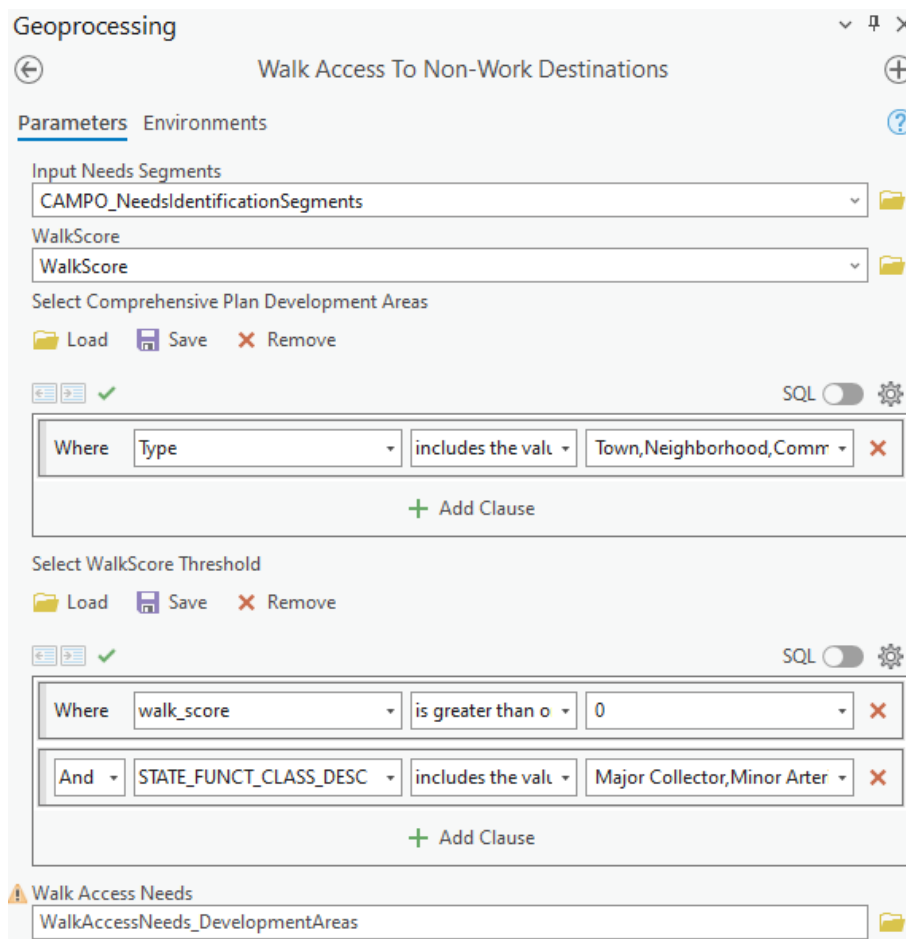 Geoprocessing
Walk Access To Non-Work Destinations
Parameters Environments
Input Needs Segments
CAMPO_NeedsIdentificationSegments
WalkScore
WalkScore
Select Comprehensive Plan Development Areas
Load Save Remove
SQL
Where Type includes the valu Town,Neighborhood,Comm
Add Clause
Select WalkScore Threshold
Load Save Remove
SQL
Where walk_score is greater than o 0
And STATE_FUNCT_CLASS_DESC includes the valu Major Collector,Minor Arter
Add Clause
Walk Access Needs
WalkAccessNeeds_DevelopmentAreas